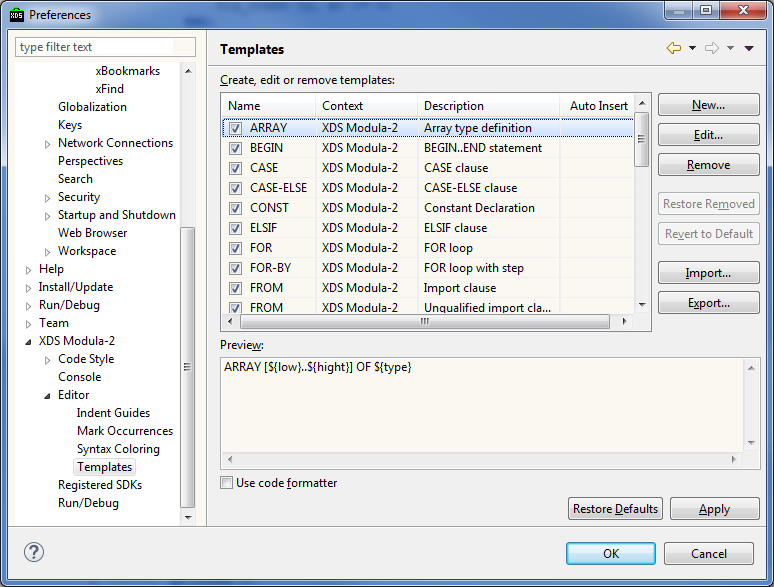 XDS Preferences
type filter text
xBookmarks
xFind
Globalization
Keys
Network Connections
Perspectives
Search
Security
Startup and Shutdown
Web Browser
Workspace
Help
Install/Update
Run/Debug
Team
XDS Modula-2
Code Style
Console
Editor
Indent Guides
Mark Occurrences
Syntax Coloring
Templates
Registered SDKs
Run/Debug
Templates
Create, edit or remove templates:
Name Context Description Auto Insert
ARRAY XDS Modula-2 Array type definition
BEGIN XDS Modula-2 BEGIN..END statement
CASE XDS Modula-2 CASE clause
CASE-ELSE XDS Modula-2 CASE-ELSE clause
CONST XDS Modula-2 Constant Declaration
ELSIF XDS Modula-2 ELSIF clause
FOR XDS Modula-2 FOR loop
FOR-BY XDS Modula-2 FOR loop with step
FROM XDS Modula-2 Import clause
FROM XDS Modula-2 Unqualified import cla...
New...
Edit...
Remove
Restore Removed
Revert to Default
Import...
Export...
Preview:
ARRAY [${low}..${hight}] OF ${type}
Use code formatter
Restore Defaults Apply
OK Cancel